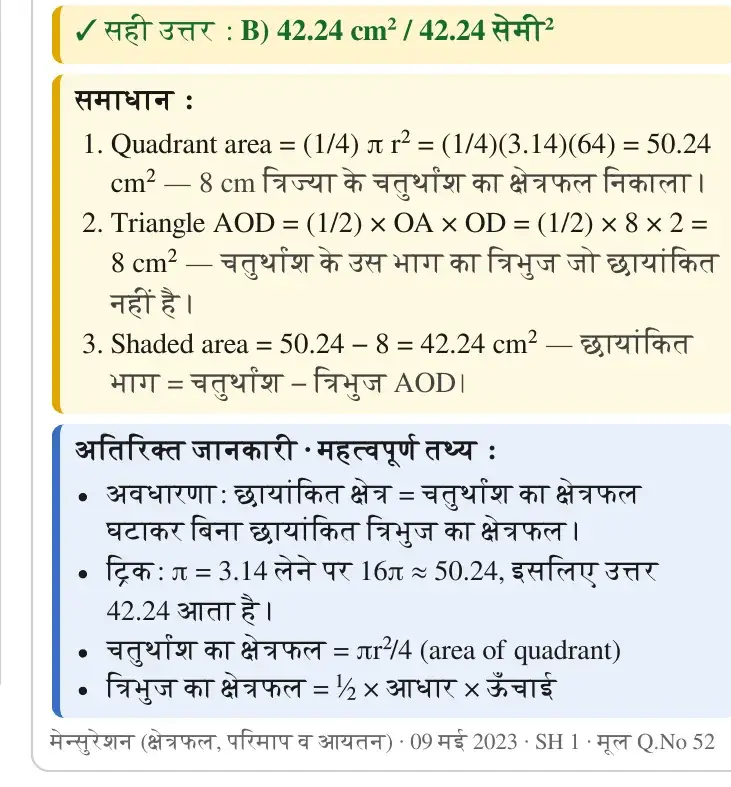 ✓ सही उत्तर : B) 42.24 cm² / 42.24 सेमी²
समाधान :
1. Quadrant area = (1/4) π r² = (1/4)(3.14)(64) = 50.24
cm² — 8 cm त्रिज्या के चतुर्थांश का क्षेत्रफल निकाला।
2. Triangle AOD = (1/2) × OA × OD = (1/2) × 8 × 2 =
8 cm² — चतुर्थांश के उस भाग का त्रिभुज जो छायांकित
नहीं है।
3. Shaded area = 50.24 − 8 = 42.24 cm² — छायांकित
भाग = चतुर्थांश − त्रिभुज AOD।
अतिरिक्त जानकारी · महत्वपूर्ण तथ्य :
• अवधारणा: छायांकित क्षेत्र = चतुर्थांश का क्षेत्रफल
घटाकर बिना छायांकित त्रिभुज का क्षेत्रफल।
• ट्रिक: π = 3.14 लेने पर 16π ≈ 50.24, इसलिए उत्तर
42.24 आता है।
• चतुर्थांश का क्षेत्रफल = πr²/4 (area of quadrant)
• त्रिभुज का क्षेत्रफल = ½ × आधार × ऊँचाई
मेन्सुरेशन (क्षेत्रफल, परिमाप व आयतन) · 09 मई 2023 · SH 1 · मूल Q.No 52